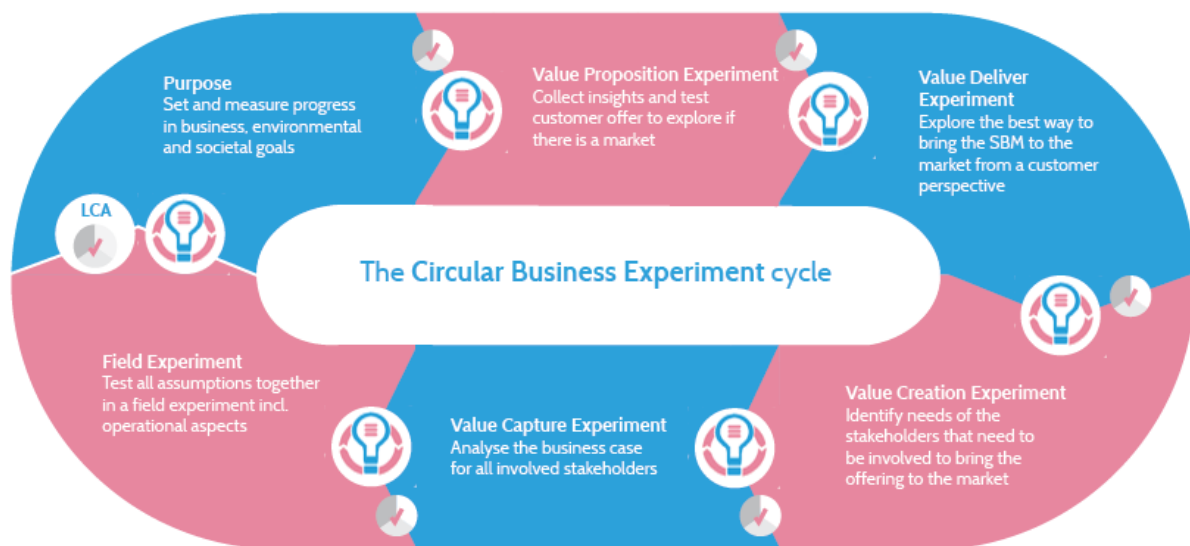 Purpose
Set and measure progress
in business, environmental
and societal goals
Value Proposition Experiment
Collect insights and test
customer offer to explore if
there is a market
Value Deliver
Experiment
Explore the best way to
bring the SBM to the
market from a customer
perspective
LCA
The Circular Business Experiment cycle
Field Experiment
Test all assumptions together
in a field experiment incl.
operational aspects
Value Capture Experiment
Analyse the business case
for all involved stakeholders
Value Creation Experiment
Identify needs of the
stakeholders that need to
be involved to bring the
offering to the market